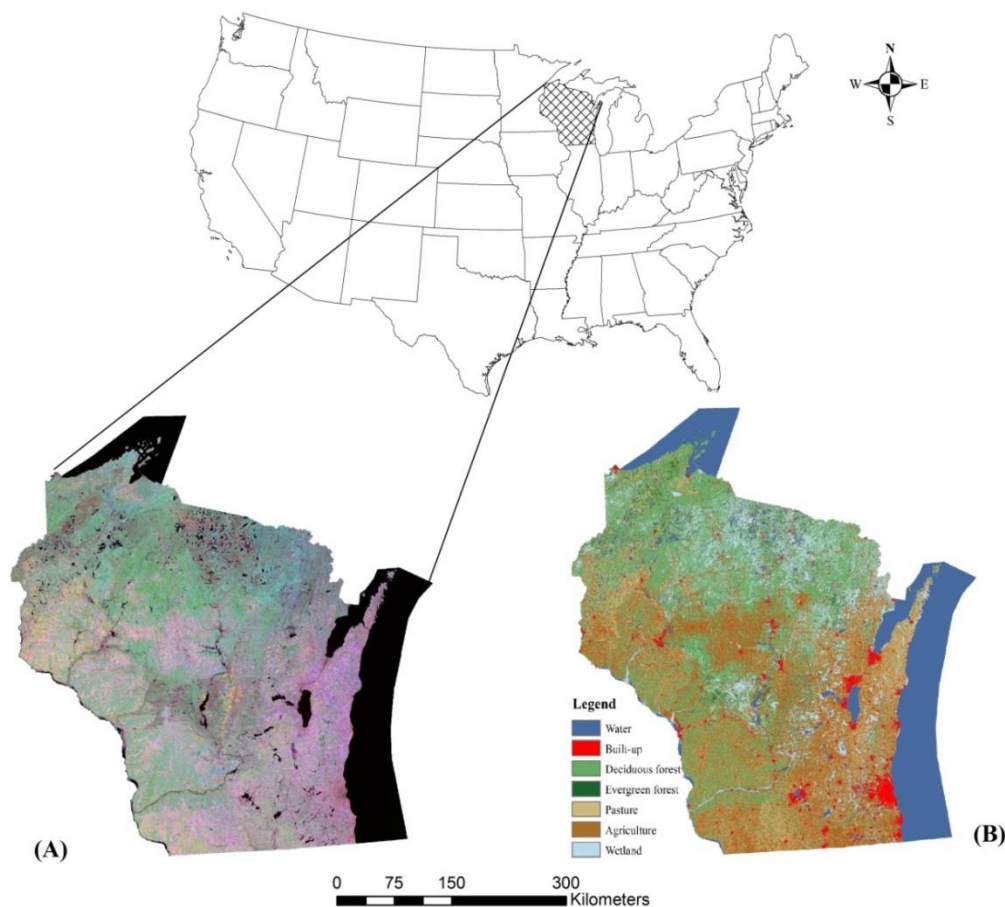 N
W E
S
Legend
Water
Built-up
Deciduous forest
Evergreen forest
Pasture
Agriculture
Wetland
(A)
(B)
0 75 150 300
Kilometers